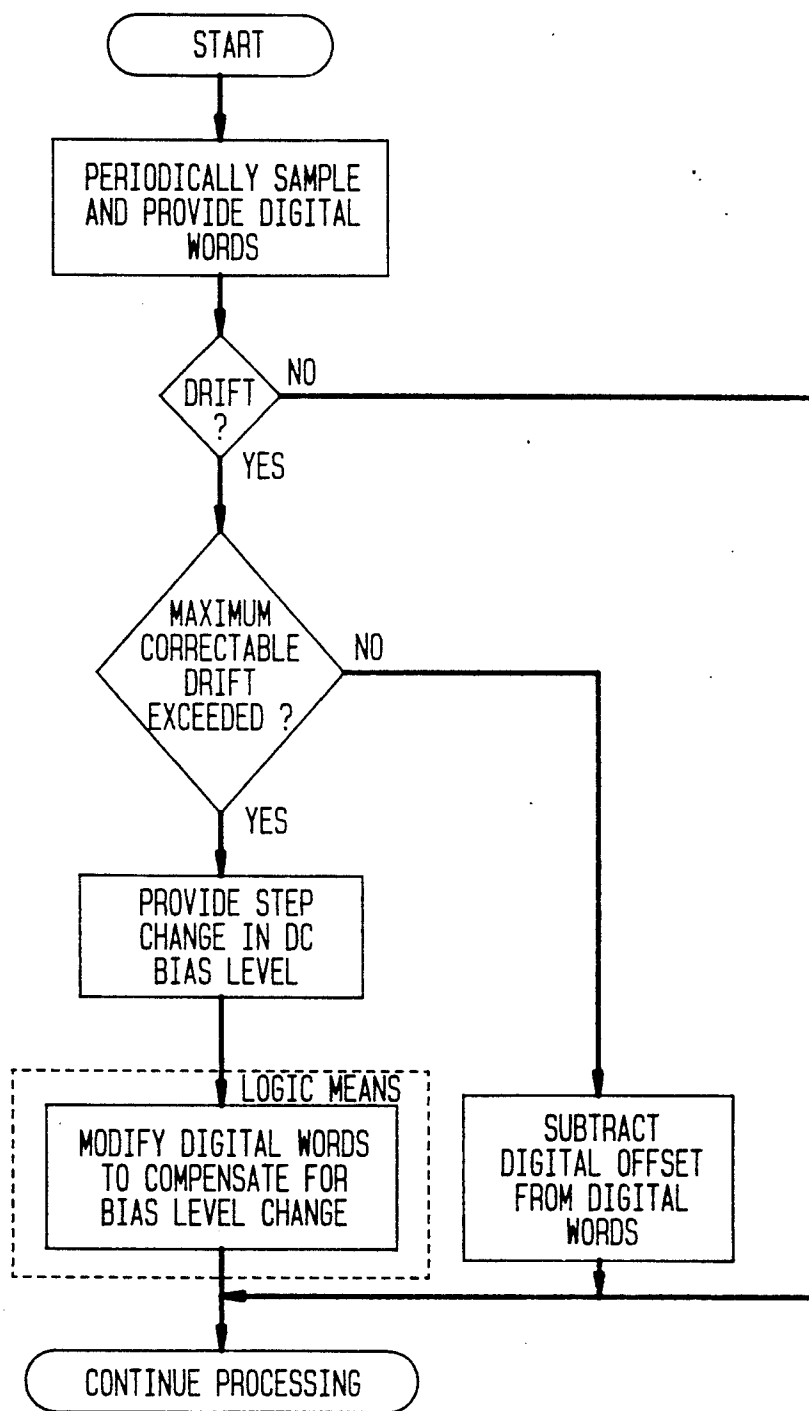 START
PERIODICALLY SAMPLE
AND PROVIDE DIGITAL
WORDS
DRIFT
?
NO
YES
MAXIMUM
CORRECTABLE
DRIFT
EXCEEDED ?
NO
YES
PROVIDE STEP
CHANGE IN DC
BIAS LEVEL
LOGIC MEANS
MODIFY DIGITAL WORDS
TO COMPENSATE FOR
BIAS LEVEL CHANGE
SUBTRACT
DIGITAL OFFSET
FROM DIGITAL
WORDS
CONTINUE PROCESSING